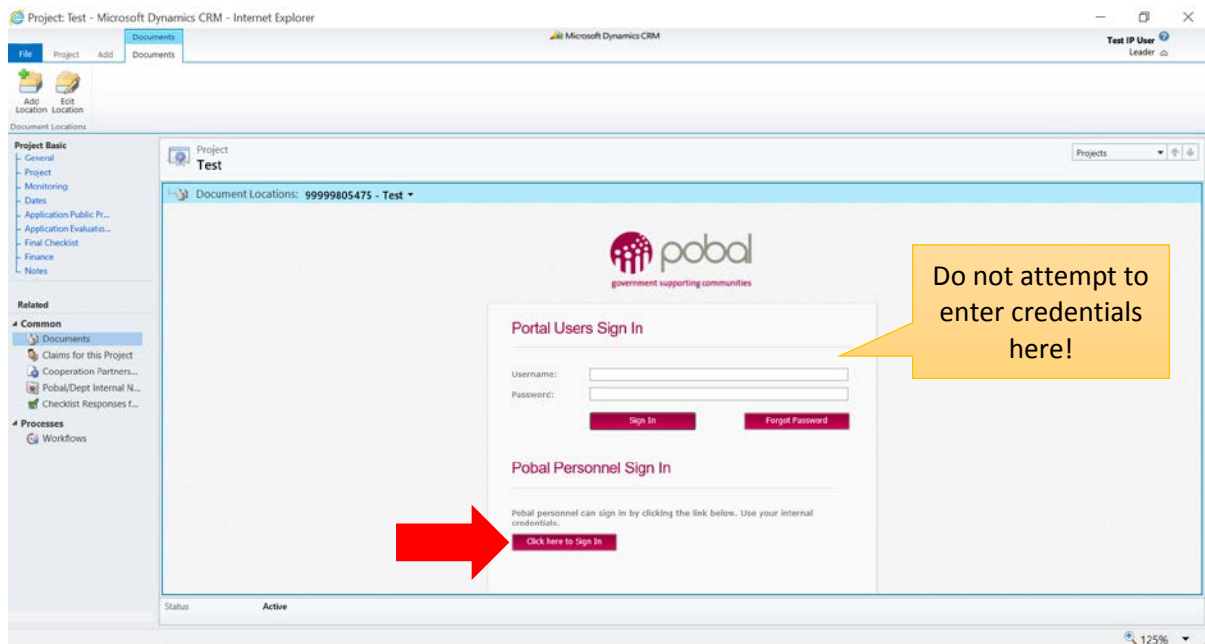 Project: Test - Microsoft Dynamics CRM - Internet Explorer
Documents
Microsoft Dynamics CRM
Test IP User
Leader
File Project Add Documents
Add Location
Edit Location
Document Locations
Project Basic
General
Project
Monitoring
Dates
Application Public Pr...
Application Evaluatio...
Final Checklist
Finance
Notes
Related
Common
Documents
Claims for this Project
Cooperation Partners...
Pobal/Dept Internal N...
Checklist Responses f...
Processes
Workflows
Project
Test
Projects
Document Locations: 99999805475 - Test
pobal
government supporting communities
Portal Users Sign In
Username:
Password:
Sign In Forgot Password
Pobal Personnel Sign In
Pobal personnel can sign in by clicking the link below. Use your internal
credentials.
Click here to Sign In
Do not attempt to
enter credentials
here!
Status Active
125%